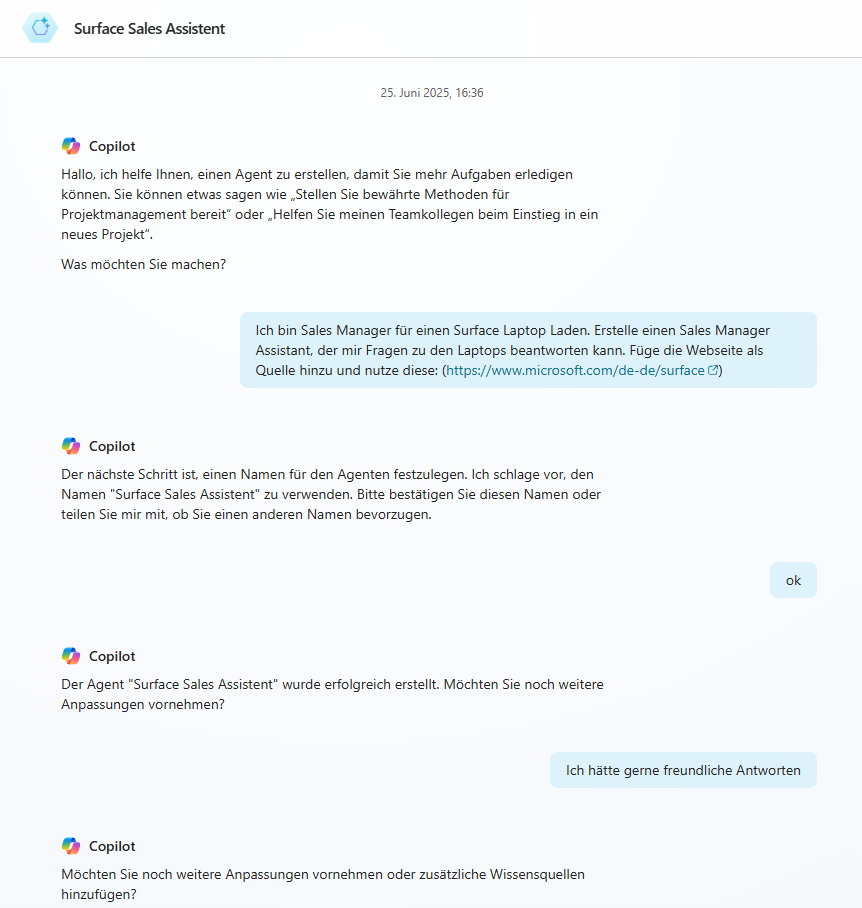 Surface Sales Assistent
25. Juni 2025, 16:36
Copilot
Hallo, ich helfe Ihnen, einen Agent zu erstellen, damit Sie mehr Aufgaben erledigen
können. Sie können etwas sagen wie „Stellen Sie bewährte Methoden für
Projektmanagement bereit“ oder „Helfen Sie meinen Teamkollegen beim Einstieg in ein
neues Projekt“.
Was möchten Sie machen?
Ich bin Sales Manager für einen Surface Laptop Laden. Erstelle einen Sales Manager
Assistant, der mir Fragen zu den Laptops beantworten kann. Füge die Webseite als
Quelle hinzu und nutze diese: (https://www.microsoft.com/de-de/surface)
Copilot
Der nächste Schritt ist, einen Namen für den Agenten festzulegen. Ich schlage vor, den
Namen "Surface Sales Assistent" zu verwenden. Bitte bestätigen Sie diesen Namen oder
teilen Sie mir mit, ob Sie einen anderen Namen bevorzugen.
ok
Copilot
Der Agent "Surface Sales Assistent" wurde erfolgreich erstellt. Möchten Sie noch weitere
Anpassungen vornehmen?
Ich hätte gerne freundliche Antworten
Copilot
Möchten Sie noch weitere Anpassungen vornehmen oder zusätzliche Wissensquellen
hinzufügen?